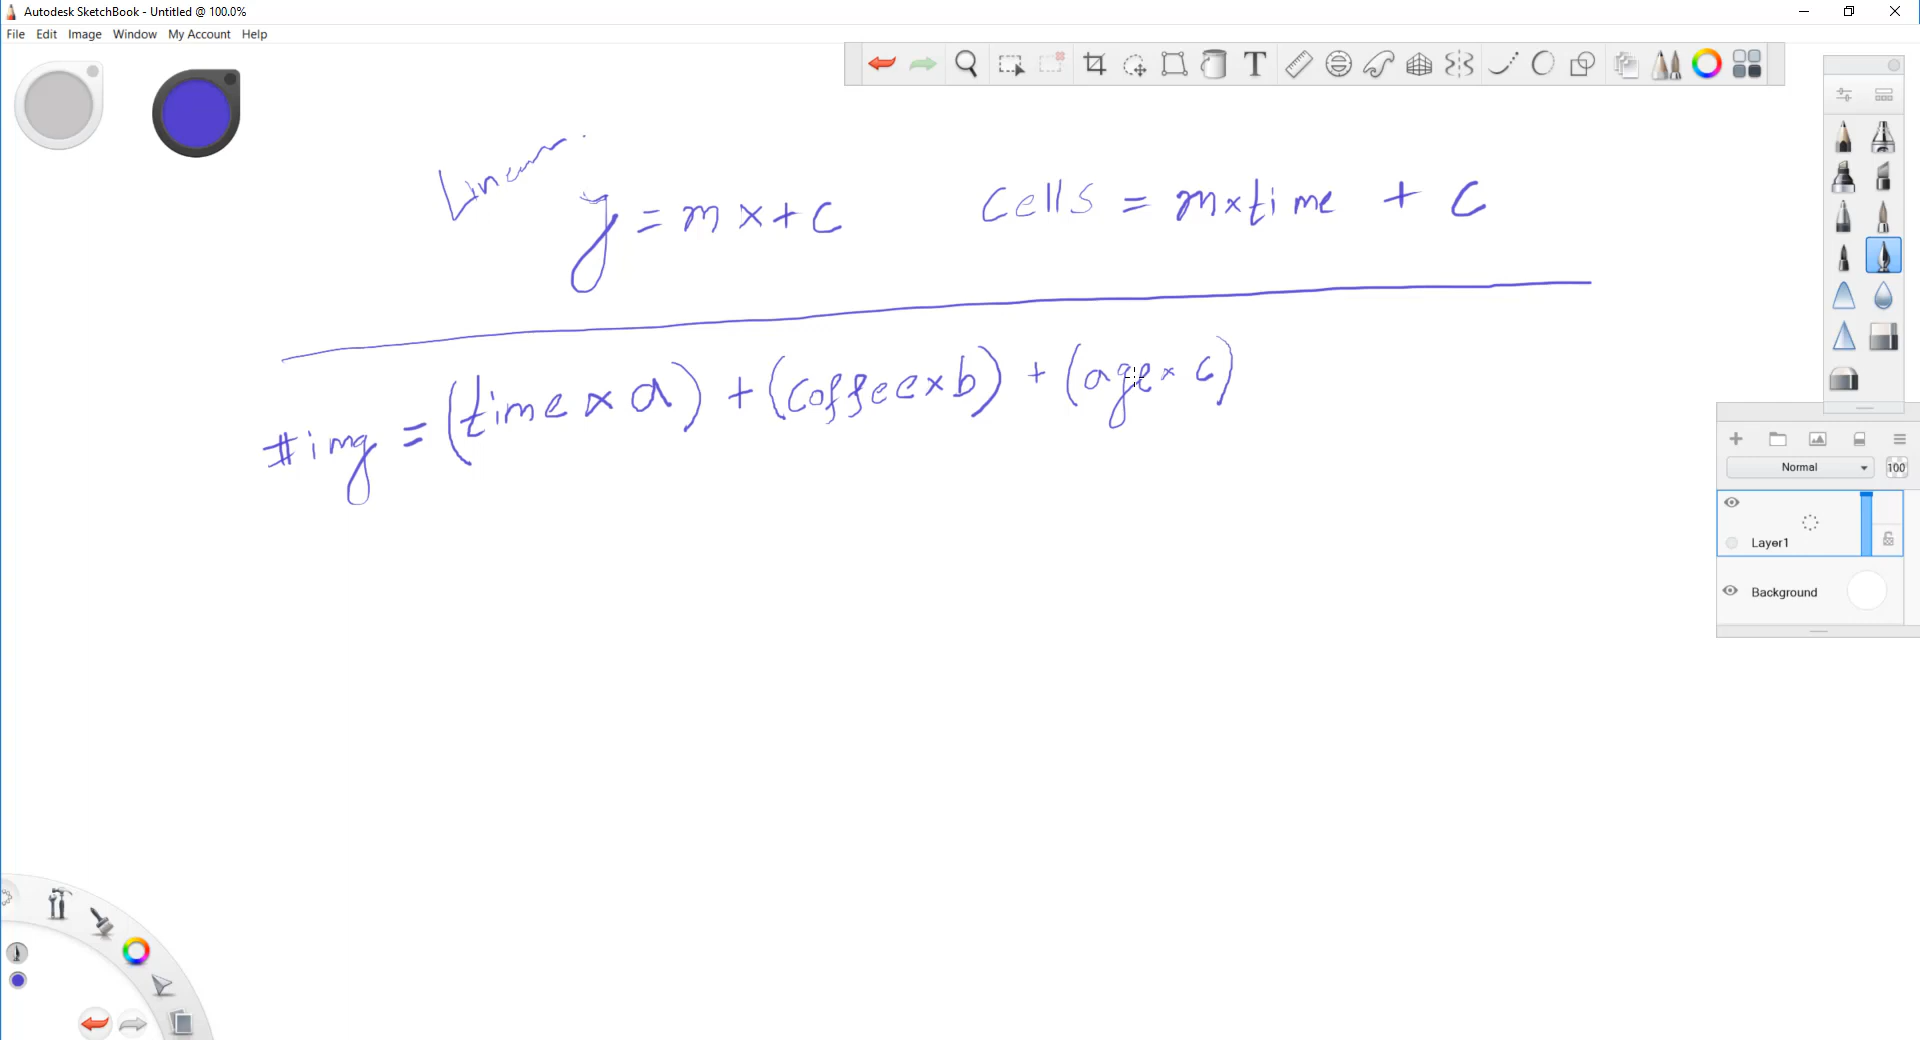 Autodesk SketchBook - Untitled @ 100.0%
File Edit Image Window My Account Help
T
Linear
y = mx + c
cells = m × time + c
#img = (time × a) + (coffee × b) + (age × c)
Normal 100
Layer1
Background